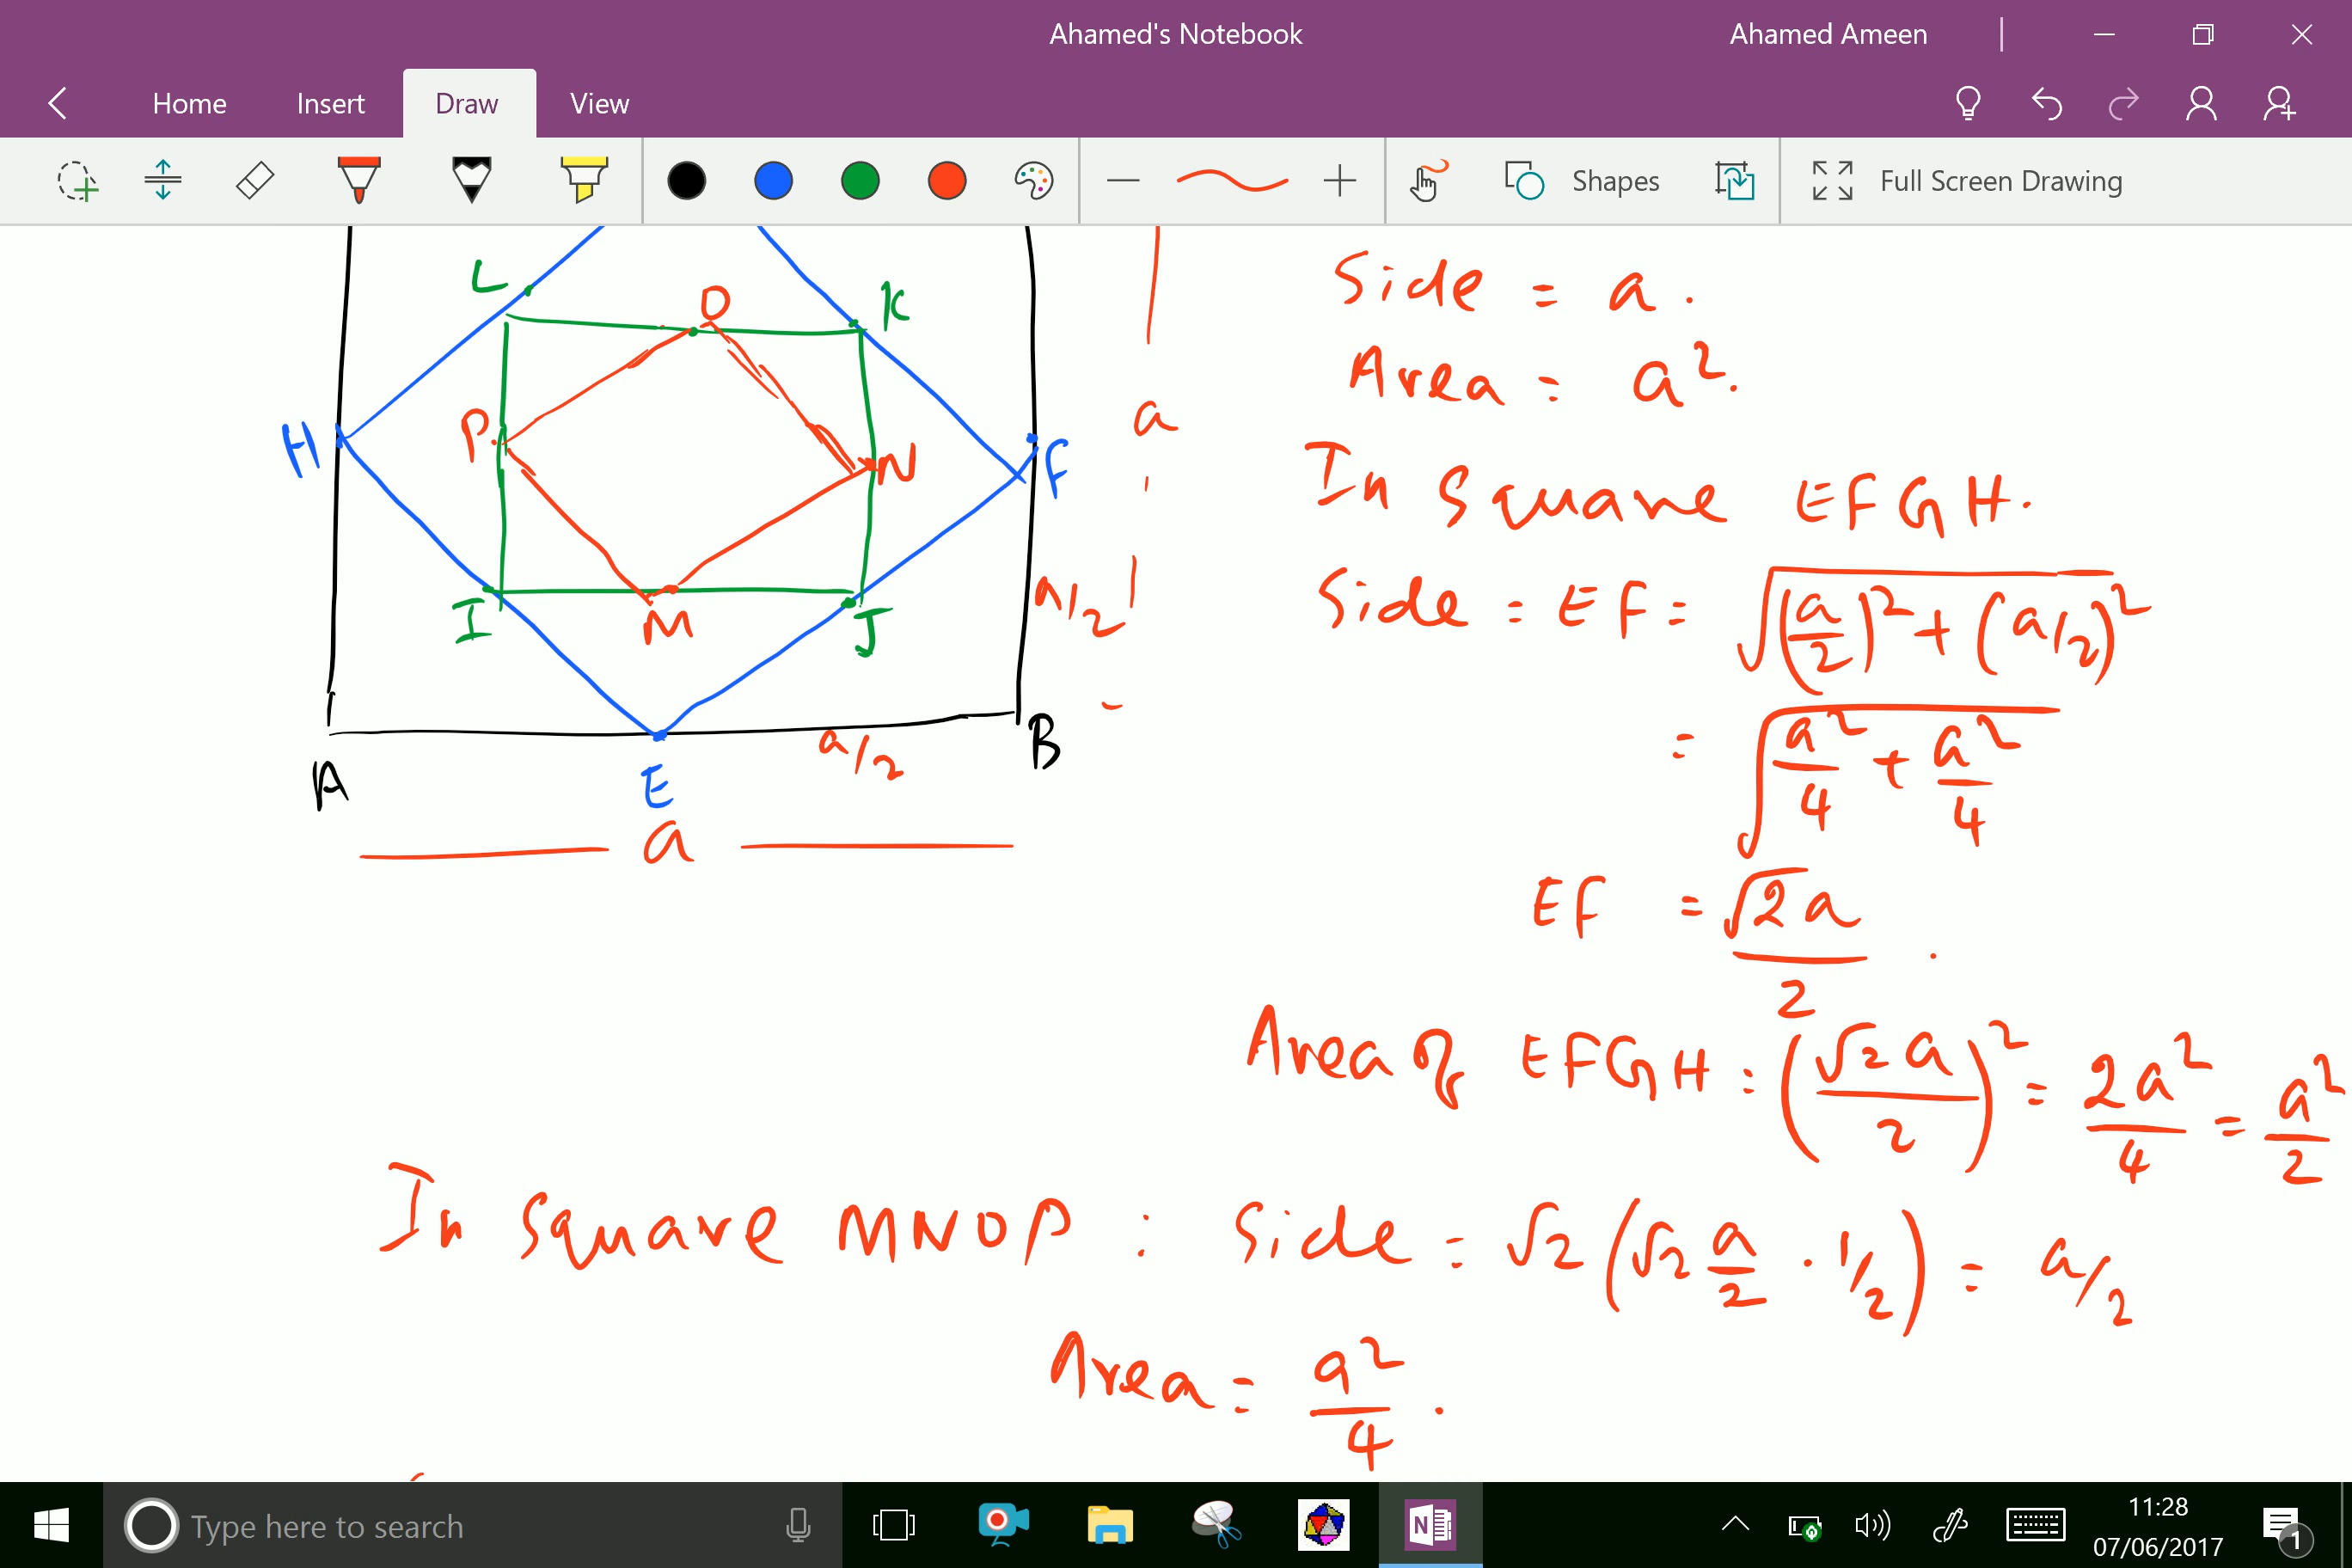 Ahamed's Notebook
Ahamed Ameen
Home Insert Draw View
Shapes
Full Screen Drawing
L
O
K
H
P.
N
F
I
M
J
A
E
B
a
a/2
a/2
a
Side = a.
Area = a².
In Square EFGH.
Side = EF = √((a/2)² + (a/2)²)
= √(a²/4 + a²/4)
EF = √2a/2.
Area of EFGH = (√2a/2)² = 2a²/4 = a²/2
In square MNOP : Side = √2(√2 a/2 · 1/2) = a/2
Area = a²/4.
Type here to search
N
11:28
07/06/2017
1